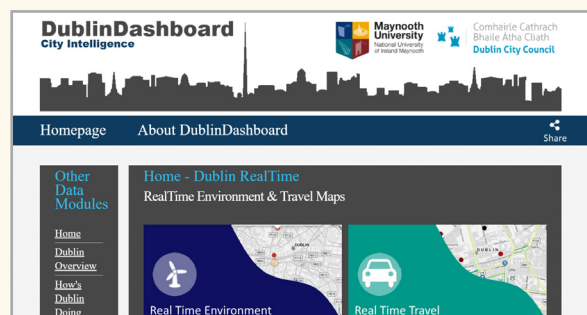 DublinDashboard
City Intelligence
Maynooth
University
National University
of Ireland Maynooth
Comhairle Cathrach
Bhaile Átha Cliath
Dublin City Council
Homepage About DublinDashboard
Share
Other
Data
Modules
Home
Dublin
Overview
How's
Dublin
Doing
Home - Dublin RealTime
RealTime Environment & Travel Maps
DUBLIN
Real Time Environment
DUBLIN
Real Time Travel